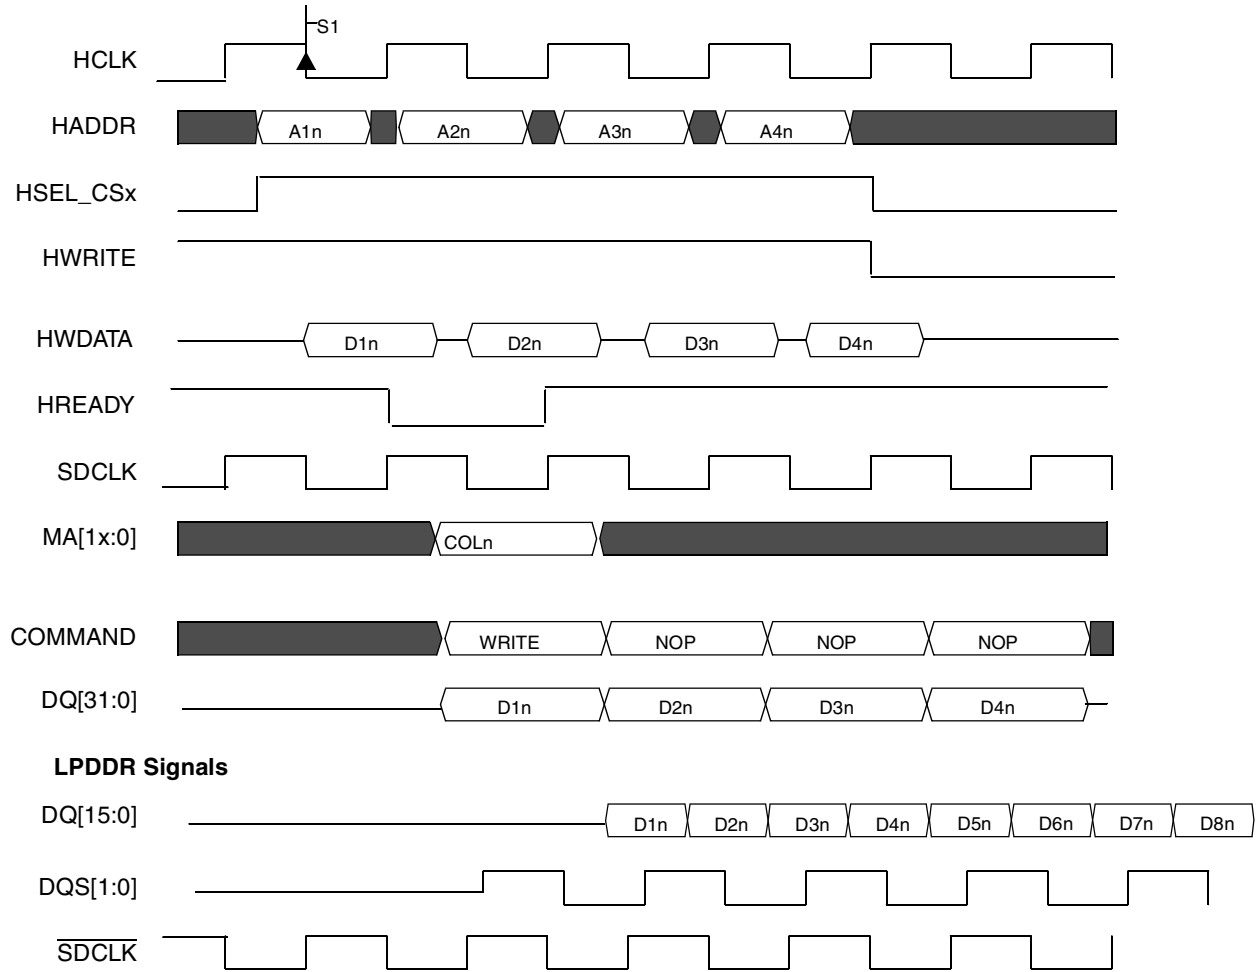 S1
HCLK
HADDR A1n A2n A3n A4n
HSEL_CSx
HWRITE
HWDATA D1n D2n D3n D4n
HREADY
SDCLK
MA[1x:0] COLn
COMMAND WRITE NOP NOP NOP
DQ[31:0] D1n D2n D3n D4n
LPDDR Signals
DQ[15:0] D1n D2n D3n D4n D5n D6n D7n D8n
DQS[1:0]
SDCLK